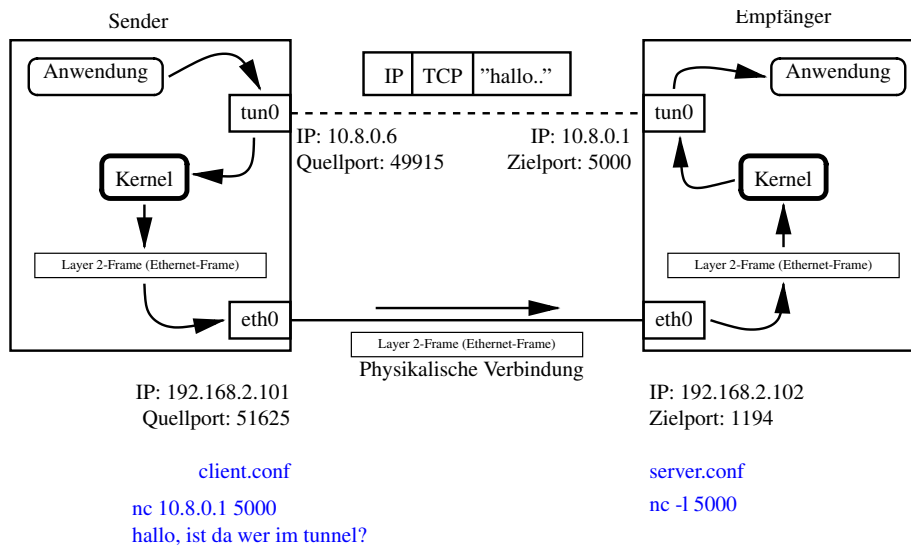 Sender
Empfänger
Anwendung
IP TCP ”hallo..”
Anwendung
tun0
tun0
IP: 10.8.0.6
Quellport: 49915
IP: 10.8.0.1
Zielport: 5000
Kernel
Kernel
Layer 2-Frame (Ethernet-Frame)
Layer 2-Frame (Ethernet-Frame)
eth0
eth0
Layer 2-Frame (Ethernet-Frame)
Physikalische Verbindung
IP: 192.168.2.101
Quellport: 51625
IP: 192.168.2.102
Zielport: 1194
client.conf
nc 10.8.0.1 5000
hallo, ist da wer im tunnel?
server.conf
nc -l 5000